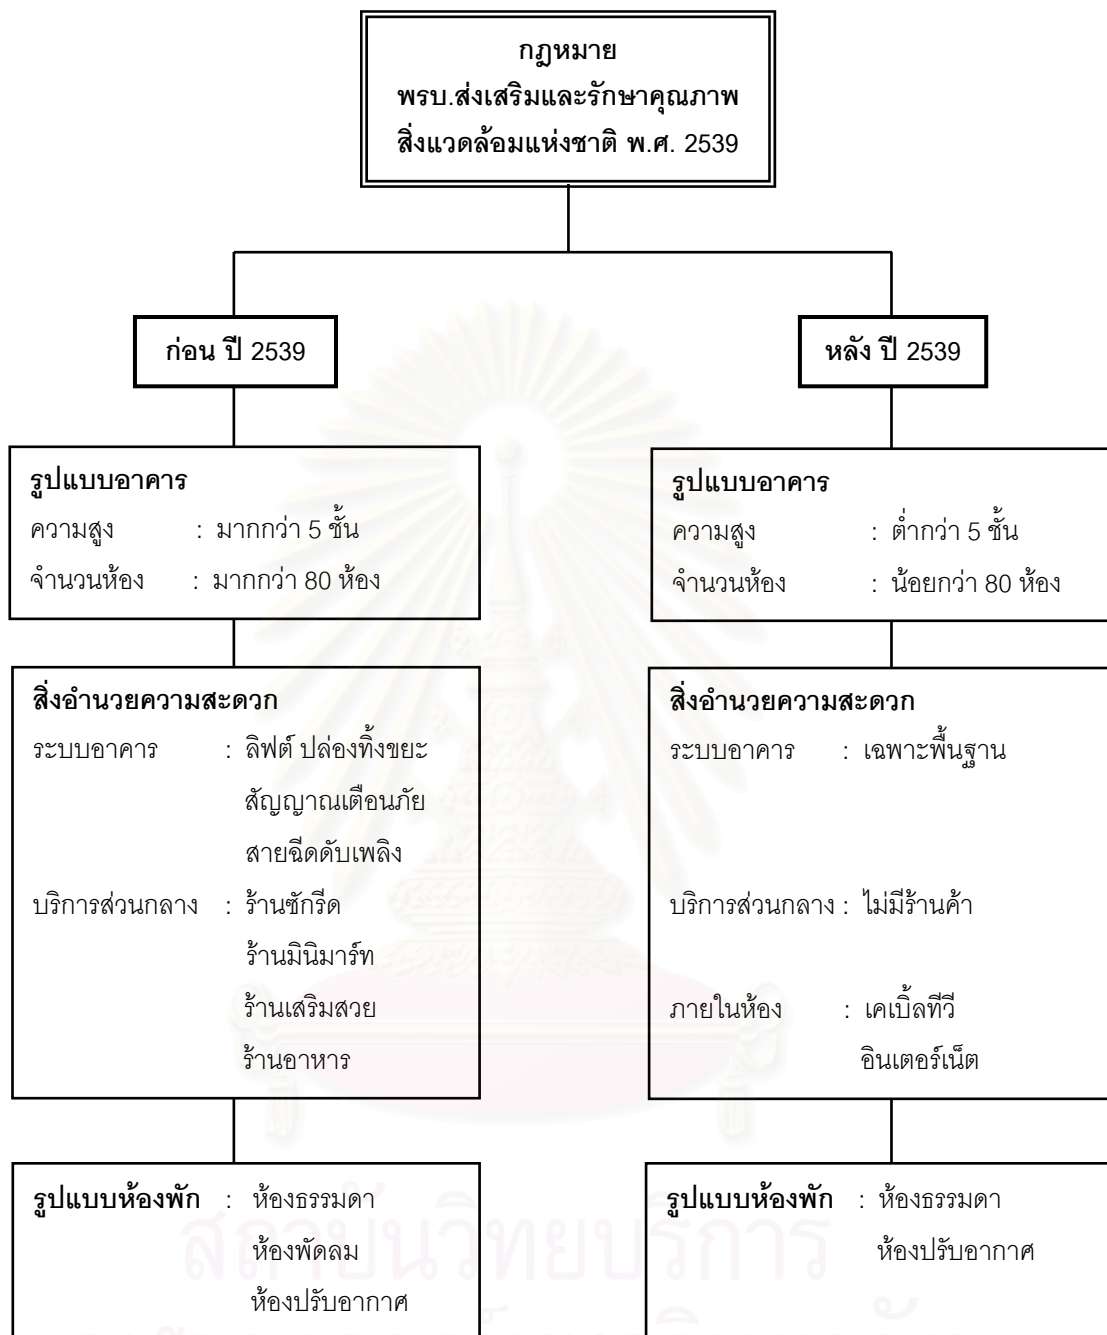 กฎหมาย
พรบ.ส่งเสริมและรักษาคุณภาพ
สิ่งแวดล้อมแห่งชาติ พ.ศ. 2539
ก่อน ปี 2539
รูปแบบอาคาร
ความสูง : มากกว่า 5 ชั้น
จำนวนห้อง : มากกว่า 80 ห้อง
สิ่งอำนวยความสะดวก
ระบบอาคาร : ลิฟต์ ปล่องทิ้งขยะ
สัญญาณเตือนภัย
สายฉีดดับเพลิง
บริการส่วนกลาง : ร้านซักรีด
ร้านมินิมาร์ท
ร้านเสริมสวย
ร้านอาหาร
รูปแบบห้องพัก : ห้องธรรมดา
ห้องพัดลม
ห้องปรับอากาศ
หลัง ปี 2539
รูปแบบอาคาร
ความสูง : ต่ำกว่า 5 ชั้น
จำนวนห้อง : น้อยกว่า 80 ห้อง
สิ่งอำนวยความสะดวก
ระบบอาคาร : เฉพาะพื้นฐาน
บริการส่วนกลาง : ไม่มีร้านค้า
ภายในห้อง : เคเบิ้ลทีวี
อินเตอร์เน็ต
รูปแบบห้องพัก : ห้องธรรมดา
ห้องปรับอากาศ
สถาบันวิทยบริการ